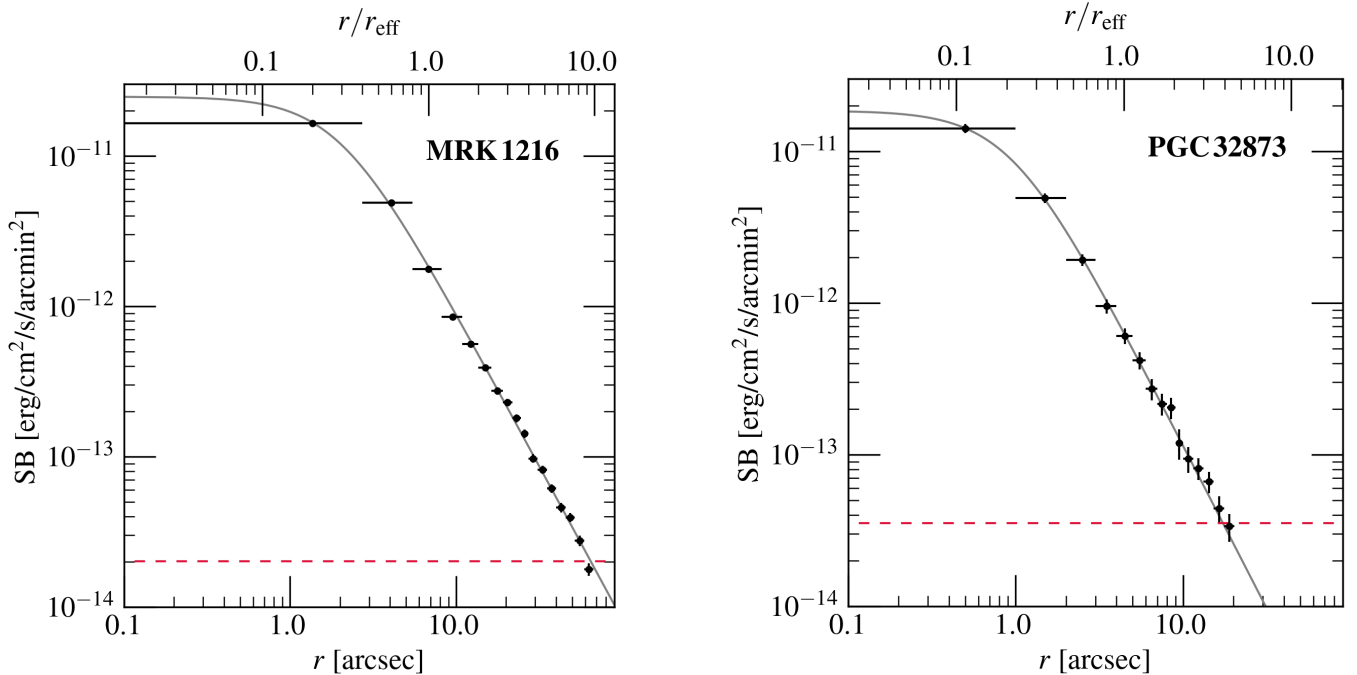 r/r_eff
0.1 1.0 10.0
MRK 1216
10^−11
10^−12
10^−13
10^−14
SB [erg/cm^2/s/arcmin^2]
0.1 1.0 10.0
r [arcsec]
r/r_eff
0.1 1.0 10.0
PGC 32873
10^−11
10^−12
10^−13
10^−14
SB [erg/cm^2/s/arcmin^2]
0.1 1.0 10.0
r [arcsec]